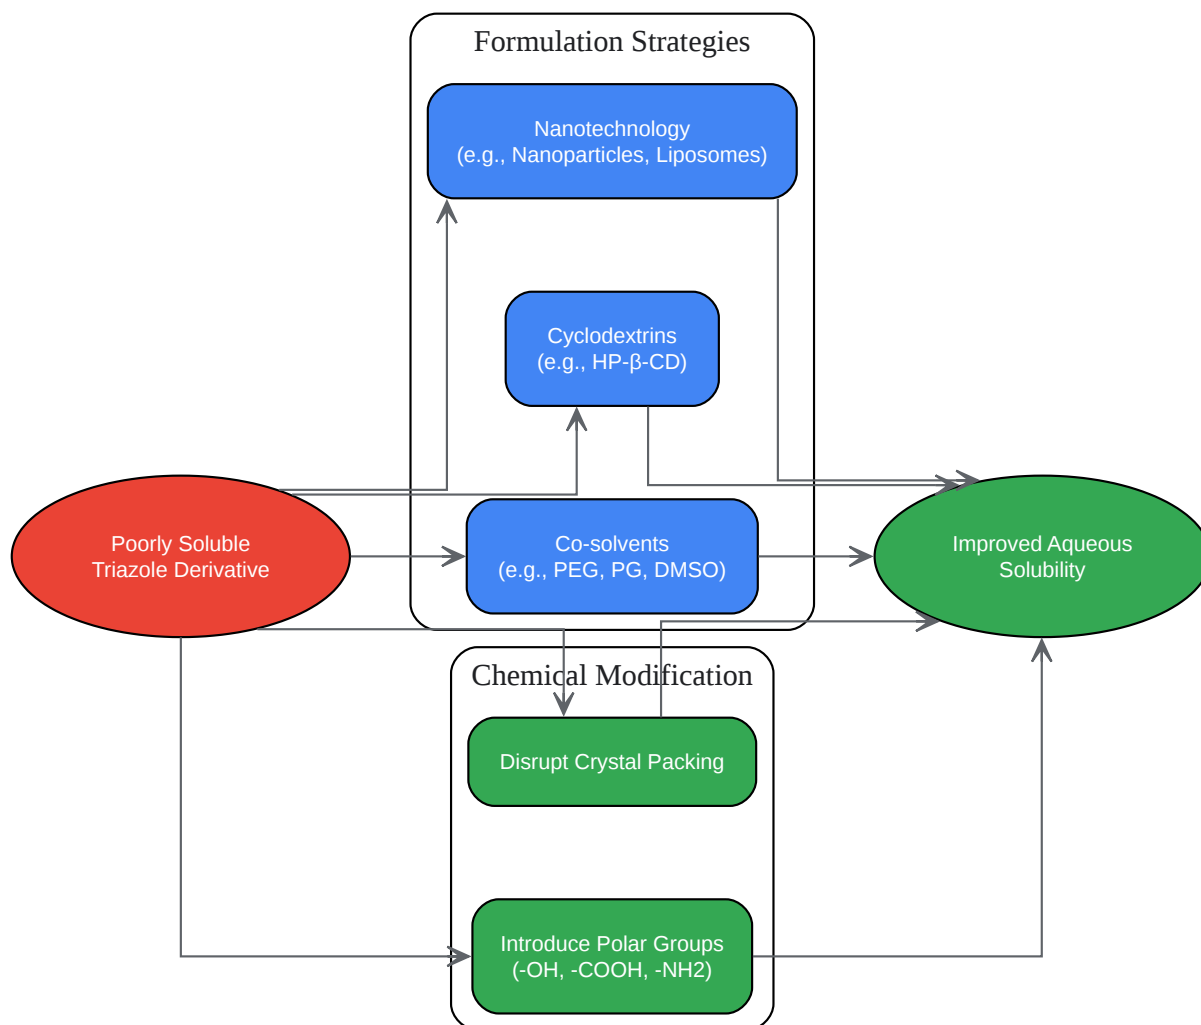 Formulation Strategies
Nanotechnology
(e.g., Nanoparticles, Liposomes)
Cyclodextrins
(e.g., HP-β-CD)
Poorly Soluble
Triazole Derivative
Co-solvents
(e.g., PEG, PG, DMSO)
Improved Aqueous
Solubility
Chemical Modification
Disrupt Crystal Packing
Introduce Polar Groups
(-OH, -COOH, -NH2)